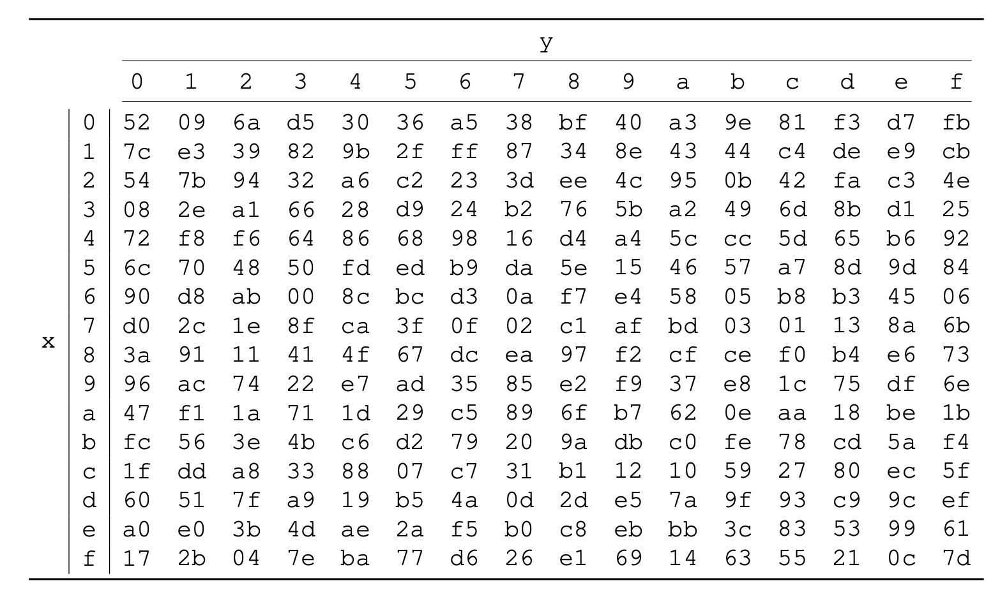 y
0 1 2 3 4 5 6 7 8 9 a b c d e f
0 52 09 6a d5 30 36 a5 38 bf 40 a3 9e 81 f3 d7 fb
1 7c e3 39 82 9b 2f ff 87 34 8e 43 44 c4 de e9 cb
2 54 7b 94 32 a6 c2 23 3d ee 4c 95 0b 42 fa c3 4e
3 08 2e a1 66 28 d9 24 b2 76 5b a2 49 6d 8b d1 25
4 72 f8 f6 64 86 68 98 16 d4 a4 5c cc 5d 65 b6 92
5 6c 70 48 50 fd ed b9 da 5e 15 46 57 a7 8d 9d 84
6 90 d8 ab 00 8c bc d3 0a f7 e4 58 05 b8 b3 45 06
7 d0 2c 1e 8f ca 3f 0f 02 c1 af bd 03 01 13 8a 6b
x
8 3a 91 11 41 4f 67 dc ea 97 f2 cf ce f0 b4 e6 73
9 96 ac 74 22 e7 ad 35 85 e2 f9 37 e8 1c 75 df 6e
a 47 f1 1a 71 1d 29 c5 89 6f b7 62 0e aa 18 be 1b
b fc 56 3e 4b c6 d2 79 20 9a db c0 fe 78 cd 5a f4
c 1f dd a8 33 88 07 c7 31 b1 12 10 59 27 80 ec 5f
d 60 51 7f a9 19 b5 4a 0d 2d e5 7a 9f 93 c9 9c ef
e a0 e0 3b 4d ae 2a f5 b0 c8 eb bb 3c 83 53 99 61
f 17 2b 04 7e ba 77 d6 26 e1 69 14 63 55 21 0c 7d